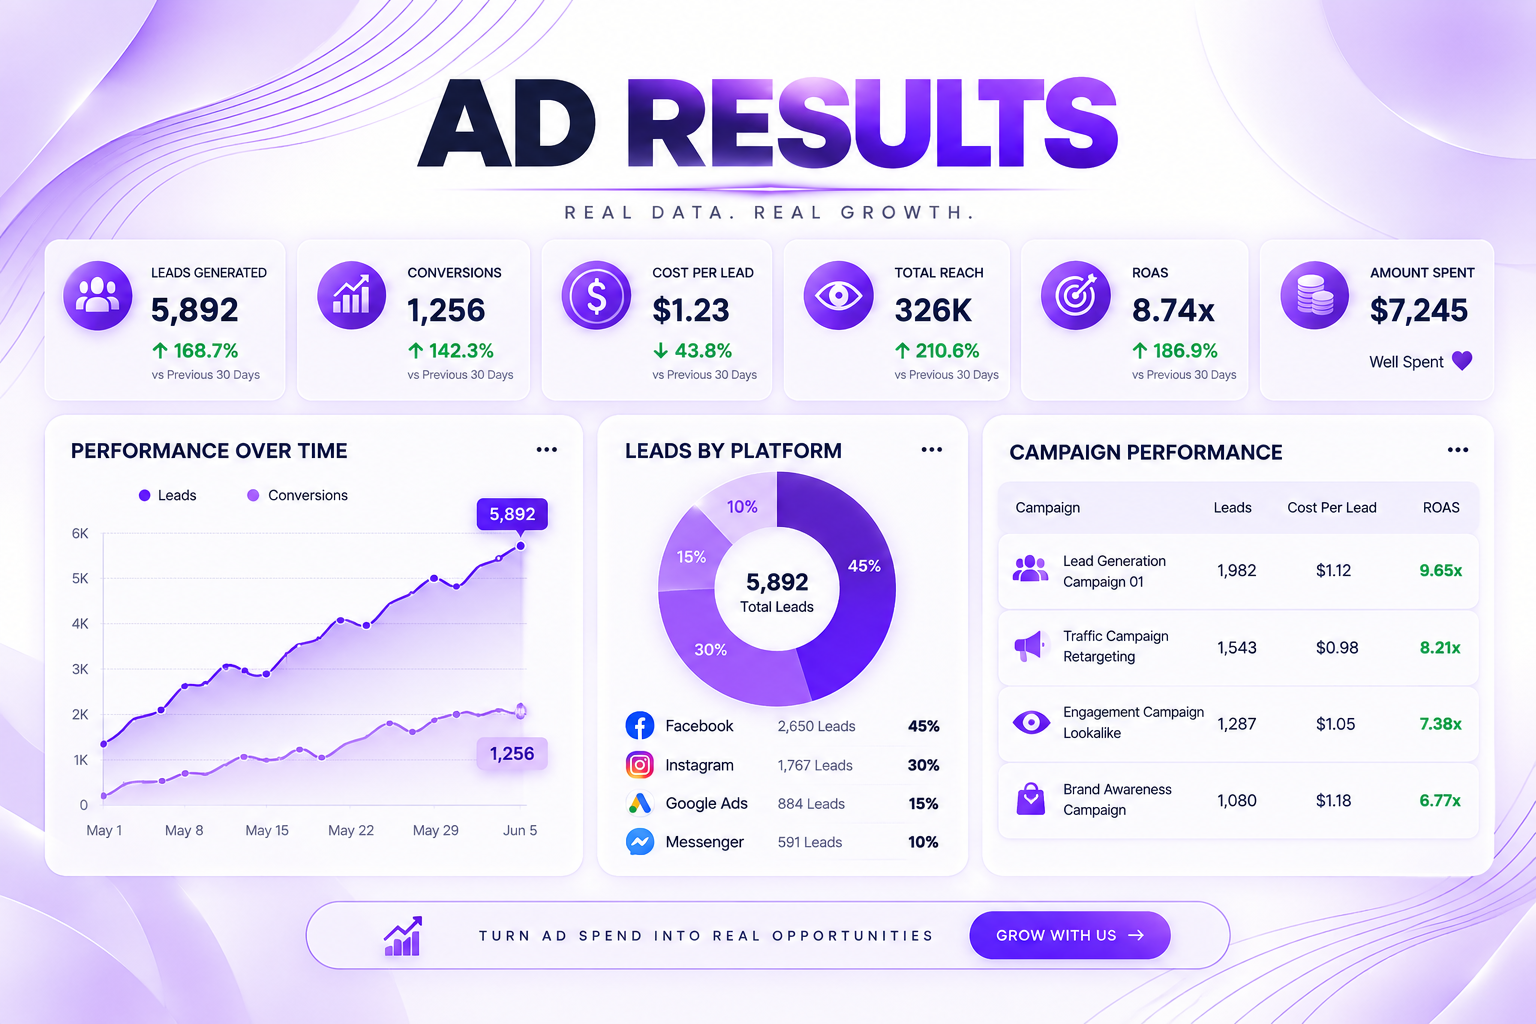 AD RESULTS
REAL DATA. REAL GROWTH.
LEADS GENERATED
5,892
↑ 168.7%
vs Previous 30 Days
CONVERSIONS
1,256
↑ 142.3%
vs Previous 30 Days
COST PER LEAD
$1.23
↓ 43.8%
vs Previous 30 Days
TOTAL REACH
326K
↑ 210.6%
vs Previous 30 Days
ROAS
8.74x
↑ 186.9%
vs Previous 30 Days
AMOUNT SPENT
$7,245
Well Spent
PERFORMANCE OVER TIME
Leads
Conversions
5,892
6K
5K
4K
3K
2K
1K
0
1,256
May 1
May 8
May 15
May 22
May 29
Jun 5
LEADS BY PLATFORM
10%
45%
15%
30%
5,892
Total Leads
Facebook 2,650 Leads 45%
Instagram 1,767 Leads 30%
Google Ads 884 Leads 15%
Messenger 591 Leads 10%
CAMPAIGN PERFORMANCE
Campaign Leads Cost Per Lead ROAS
Lead Generation
Campaign 01
1,982 $1.12 9.65x
Traffic Campaign
Retargeting
1,543 $0.98 8.21x
Engagement Campaign
Lookalike
1,287 $1.05 7.38x
Brand Awareness
Campaign
1,080 $1.18 6.77x
TURN AD SPEND INTO REAL OPPORTUNITIES
GROW WITH US →